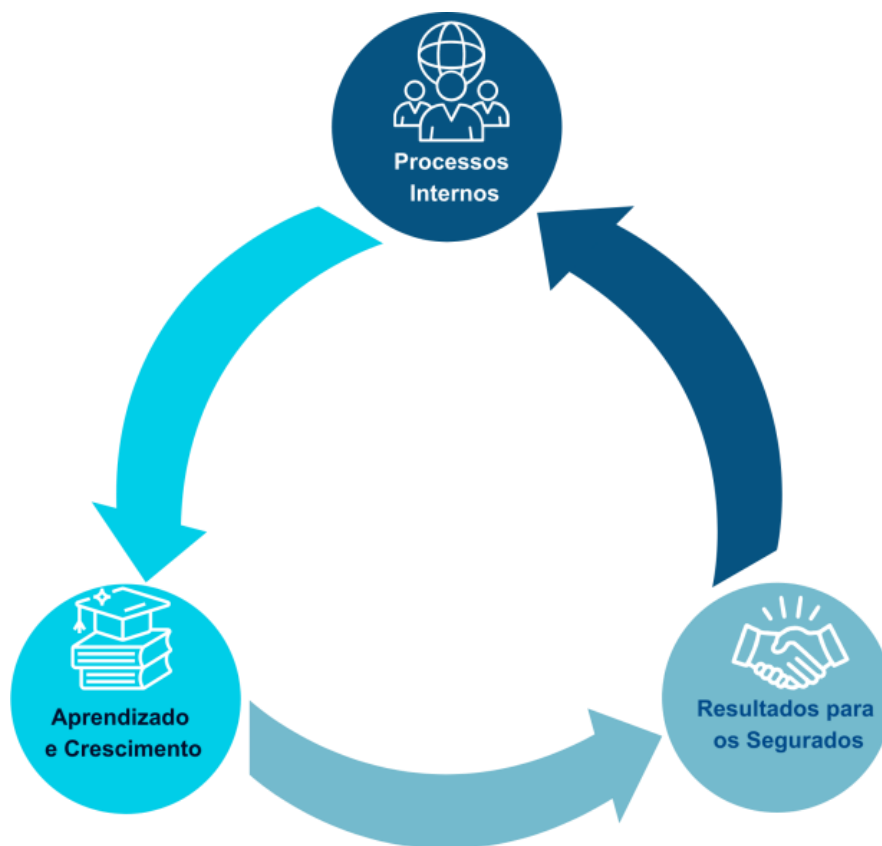 Processos
Internos
Aprendizado
e Crescimento
Resultados para
os Segurados